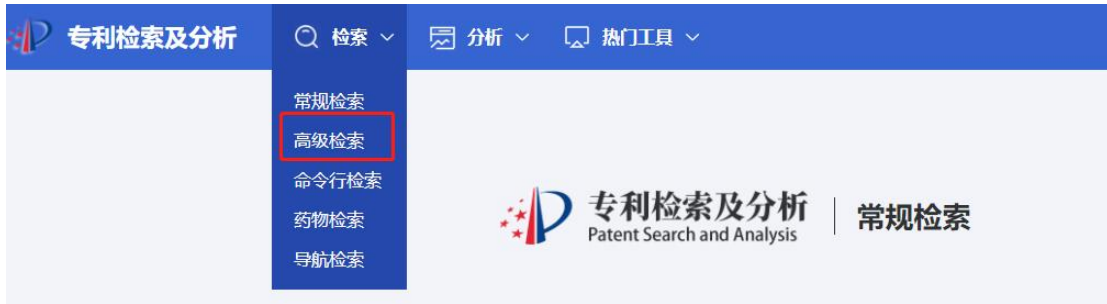 专利检索及分析 检索 分析 热门工具
常规检索
高级检索
命令行检索
药物检索
导航检索
专利检索及分析 常规检索
Patent Search and Analysis